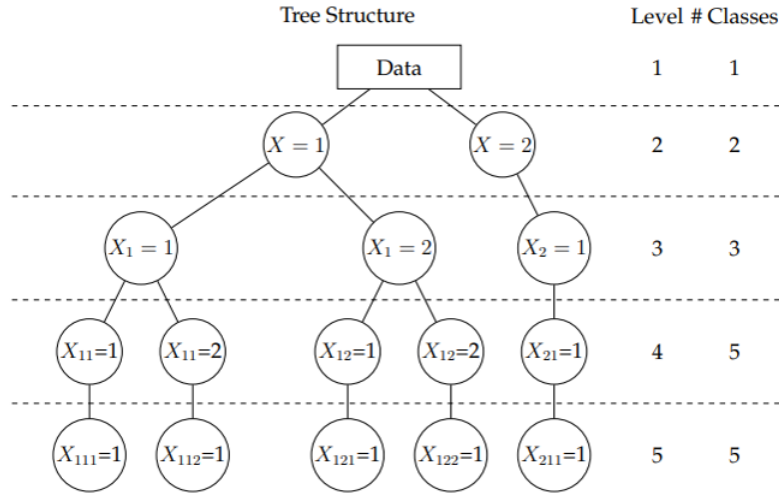 Tree Structure Level # Classes
Data 1 1
X = 1 X = 2 2 2
X₁ = 1 X₁ = 2 X₂ = 1 3 3
X₁₁=1 X₁₁=2 X₁₂=1 X₁₂=2 X₂₁=1 4 5
X₁₁₁=1 X₁₁₂=1 X₁₂₁=1 X₁₂₂=1 X₂₁₁=1 5 5